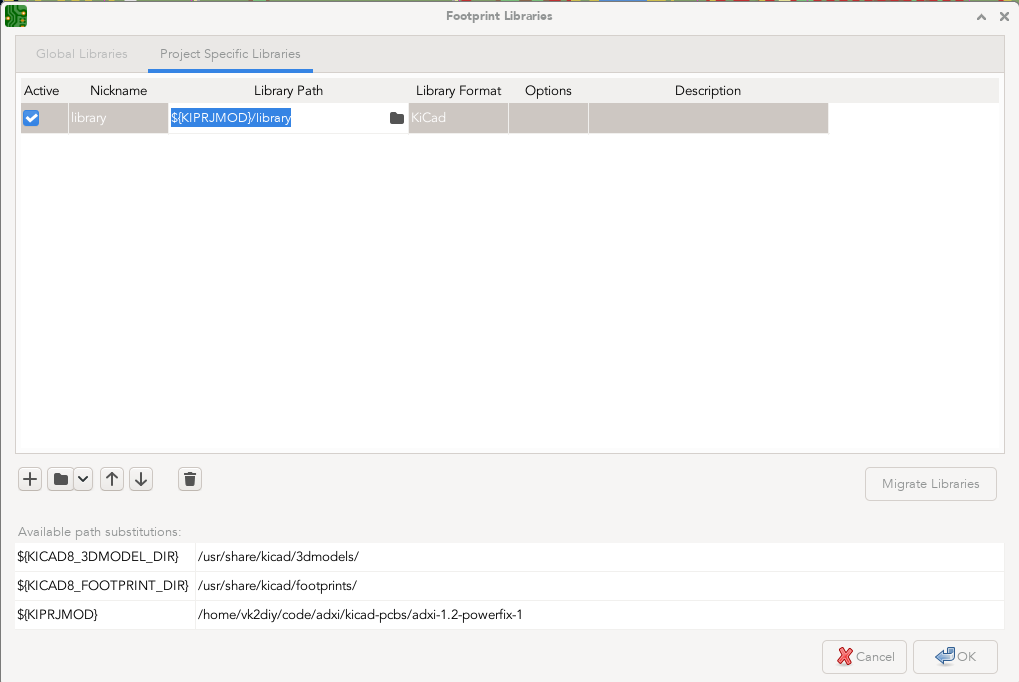 Footprint Libraries
Global Libraries Project Specific Libraries
Active Nickname Library Path Library Format Options Description
library ${KIPRJMOD}/library KiCad
Migrate Libraries
Available path substitutions:
${KICAD8_3DMODEL_DIR} /usr/share/kicad/3dmodels/
${KICAD8_FOOTPRINT_DIR} /usr/share/kicad/footprints/
${KIPRJMOD} /home/vk2diy/code/adxi/kicad-pcbs/adxi-1.2-powerfix-1
Cancel OK